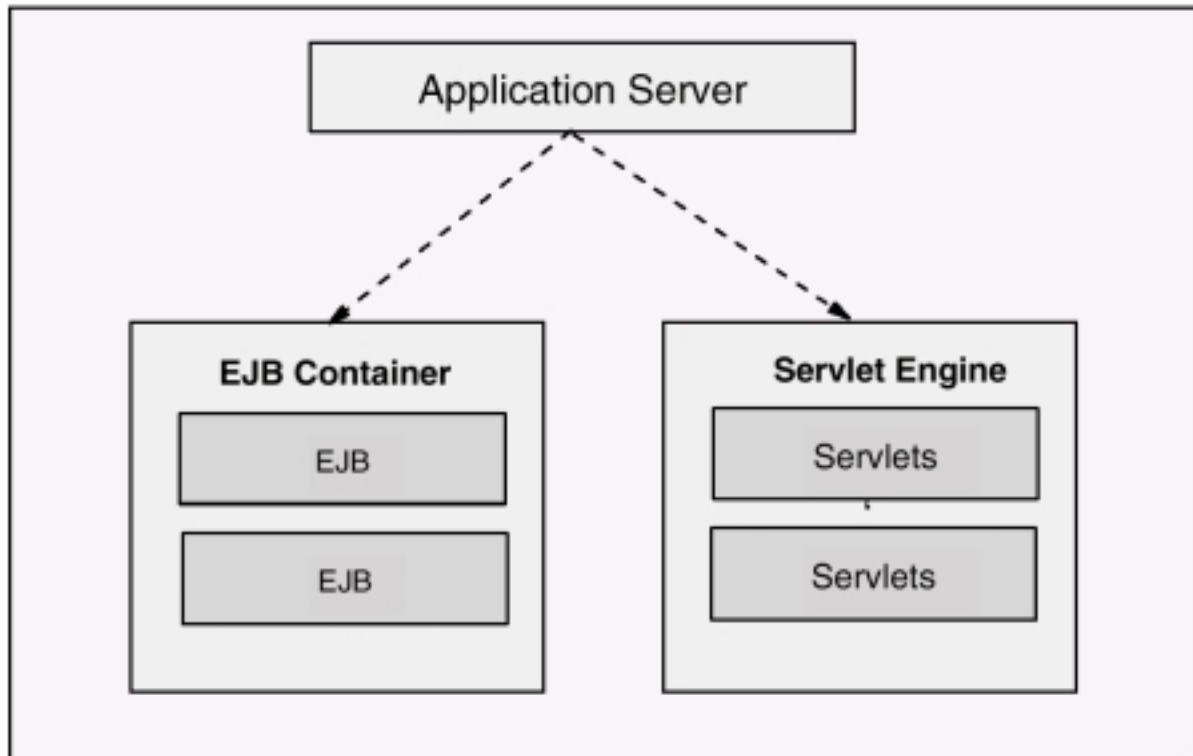 Application Server
EJB Container
EJB
EJB
Servlet Engine
Servlets
Servlets